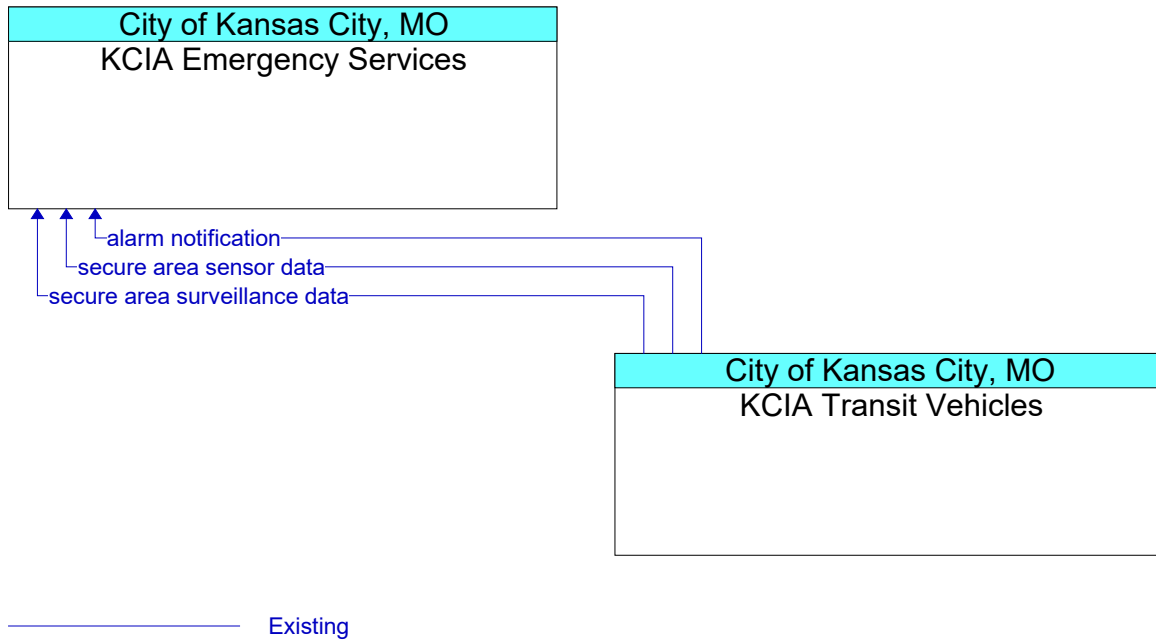 City of Kansas City, MO
KCIA Emergency Services
alarm notification
secure area sensor data
secure area surveillance data
City of Kansas City, MO
KCIA Transit Vehicles
Existing